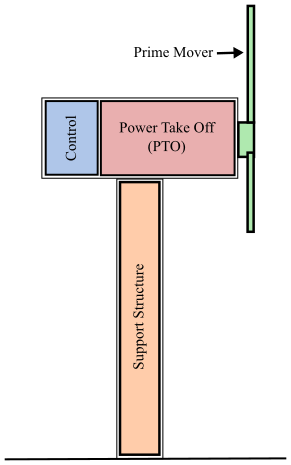 Prime Mover
Control
Power Take Off
(PTO)
Support Structure